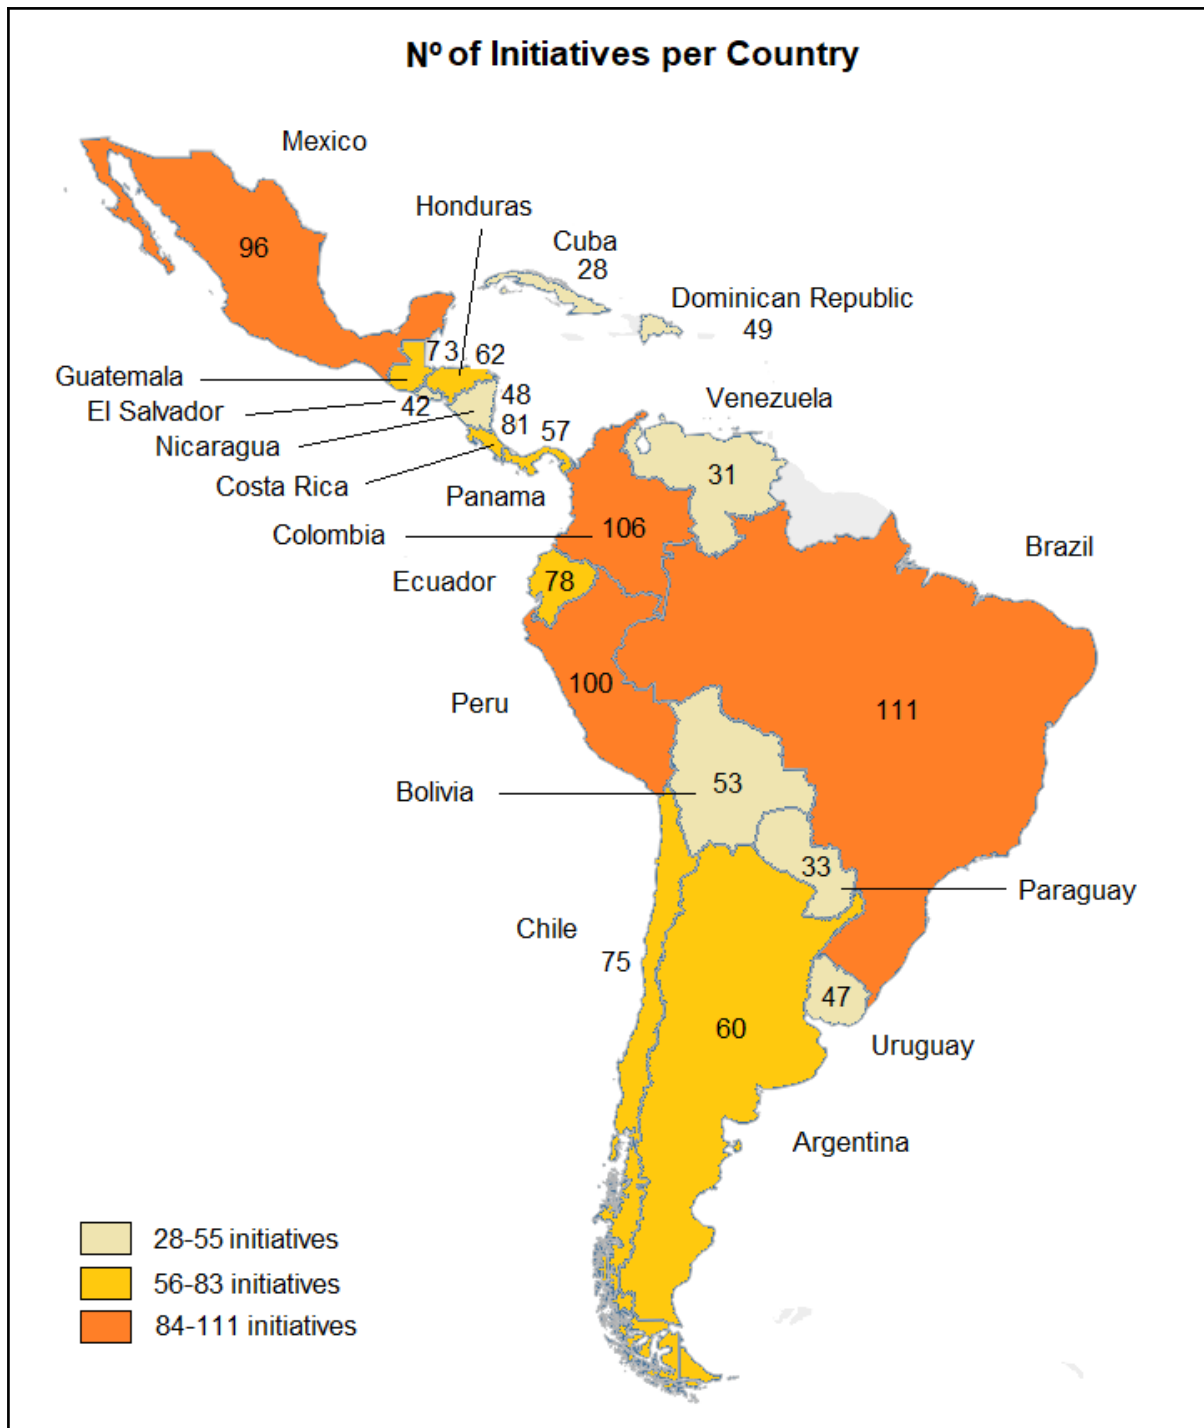 Nº of Initiatives per Country
Mexico
Honduras
96
Cuba
28
Dominican Republic
49
73
62
Guatemala
El Salvador
42
48
Venezuela
Nicaragua
81
57
Costa Rica
Panama
31
Colombia
106
Brazil
Ecuador
78
Peru
100
111
Bolivia
53
33
Paraguay
Chile
75
47
60
Uruguay
Argentina
28-55 initiatives
56-83 initiatives
84-111 initiatives